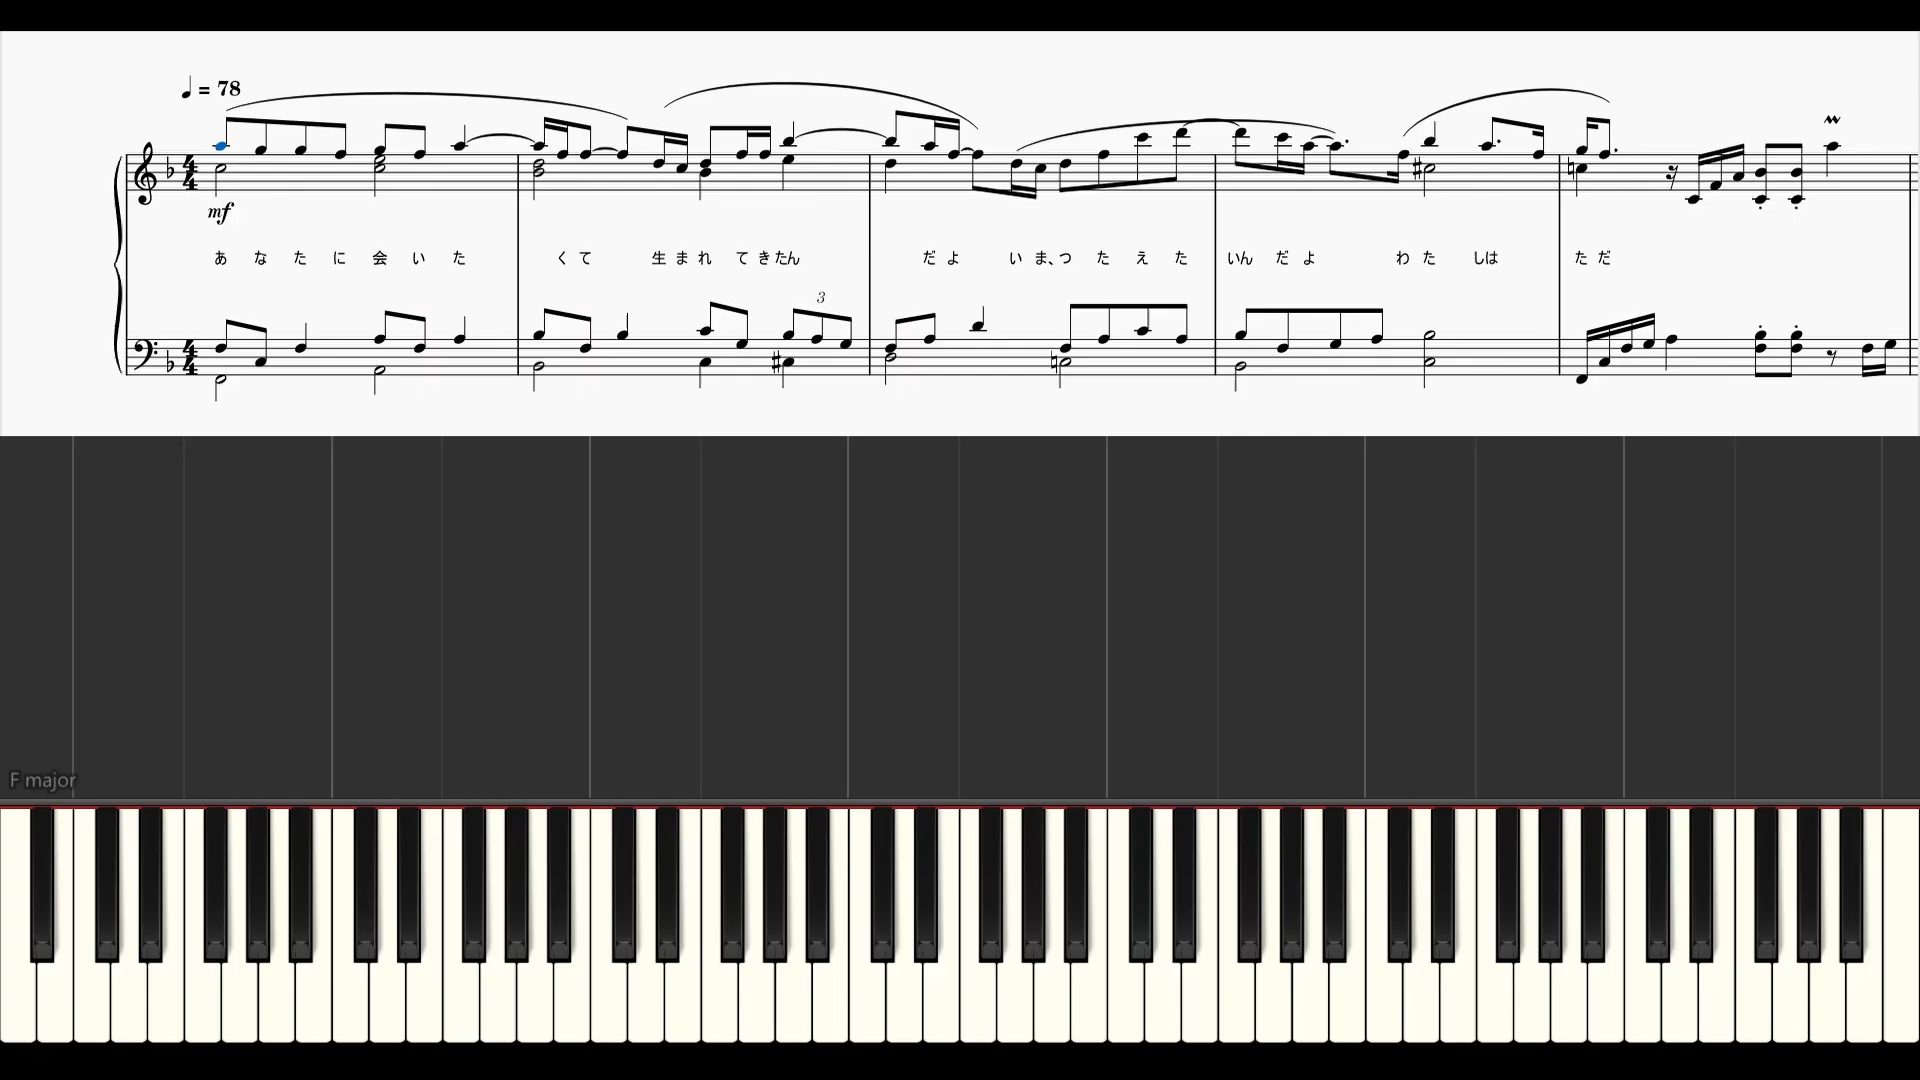 = 78
mf
あ な た に 会 い た く て 生 ま れ て き たん だ よ い ま、つ た え た いん だ よ わ た しは た だ
3
F major